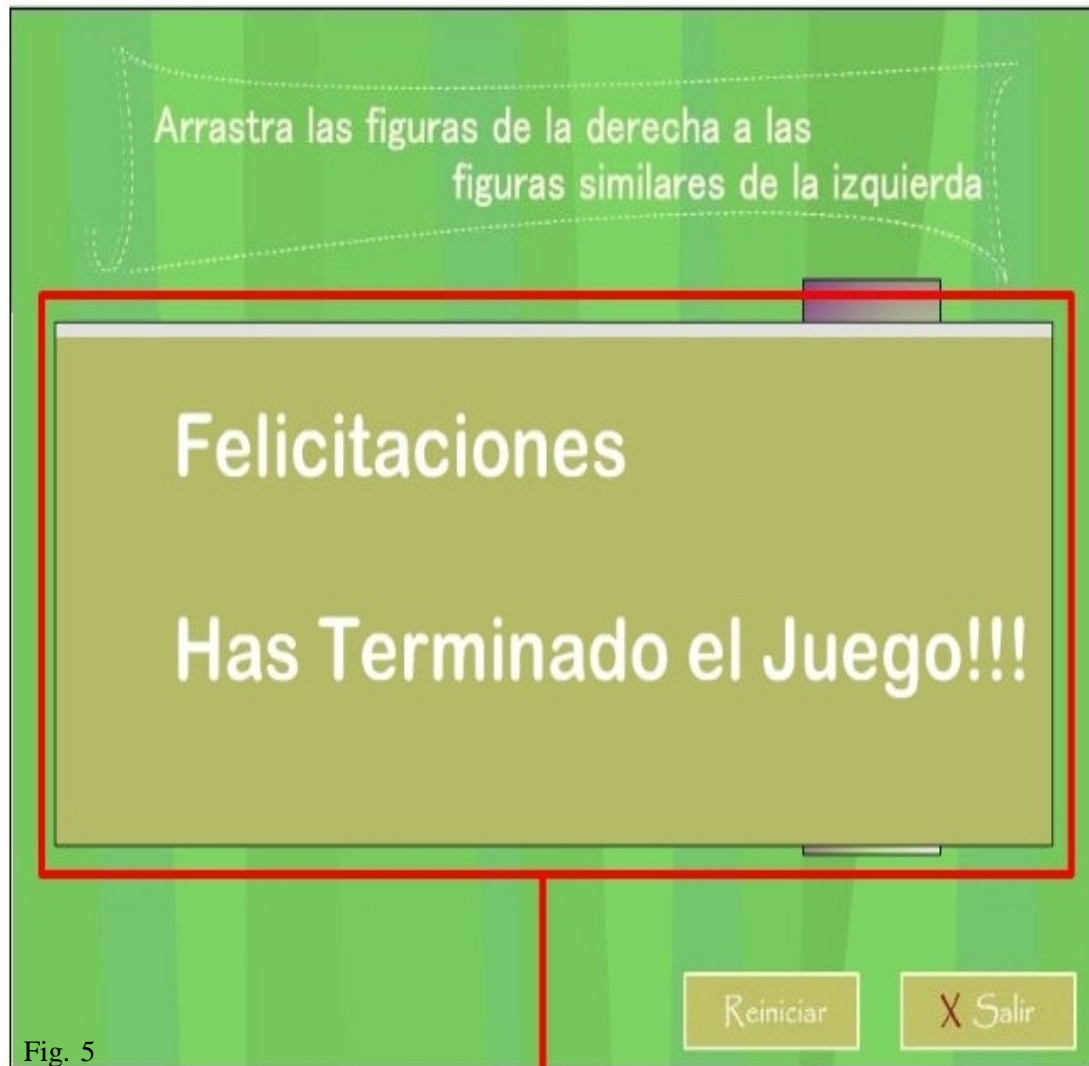 Arrastra las figuras de la derecha a las
figuras similares de la izquierda
Felicitaciones
Has Terminado el Juego!!!
Reiniciar
X Salir
Fig. 5